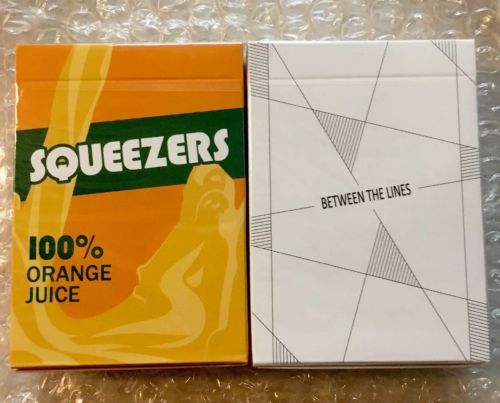 SQUEEZERS
100%
ORANGE
JUICE
BETWEEN THE LINES